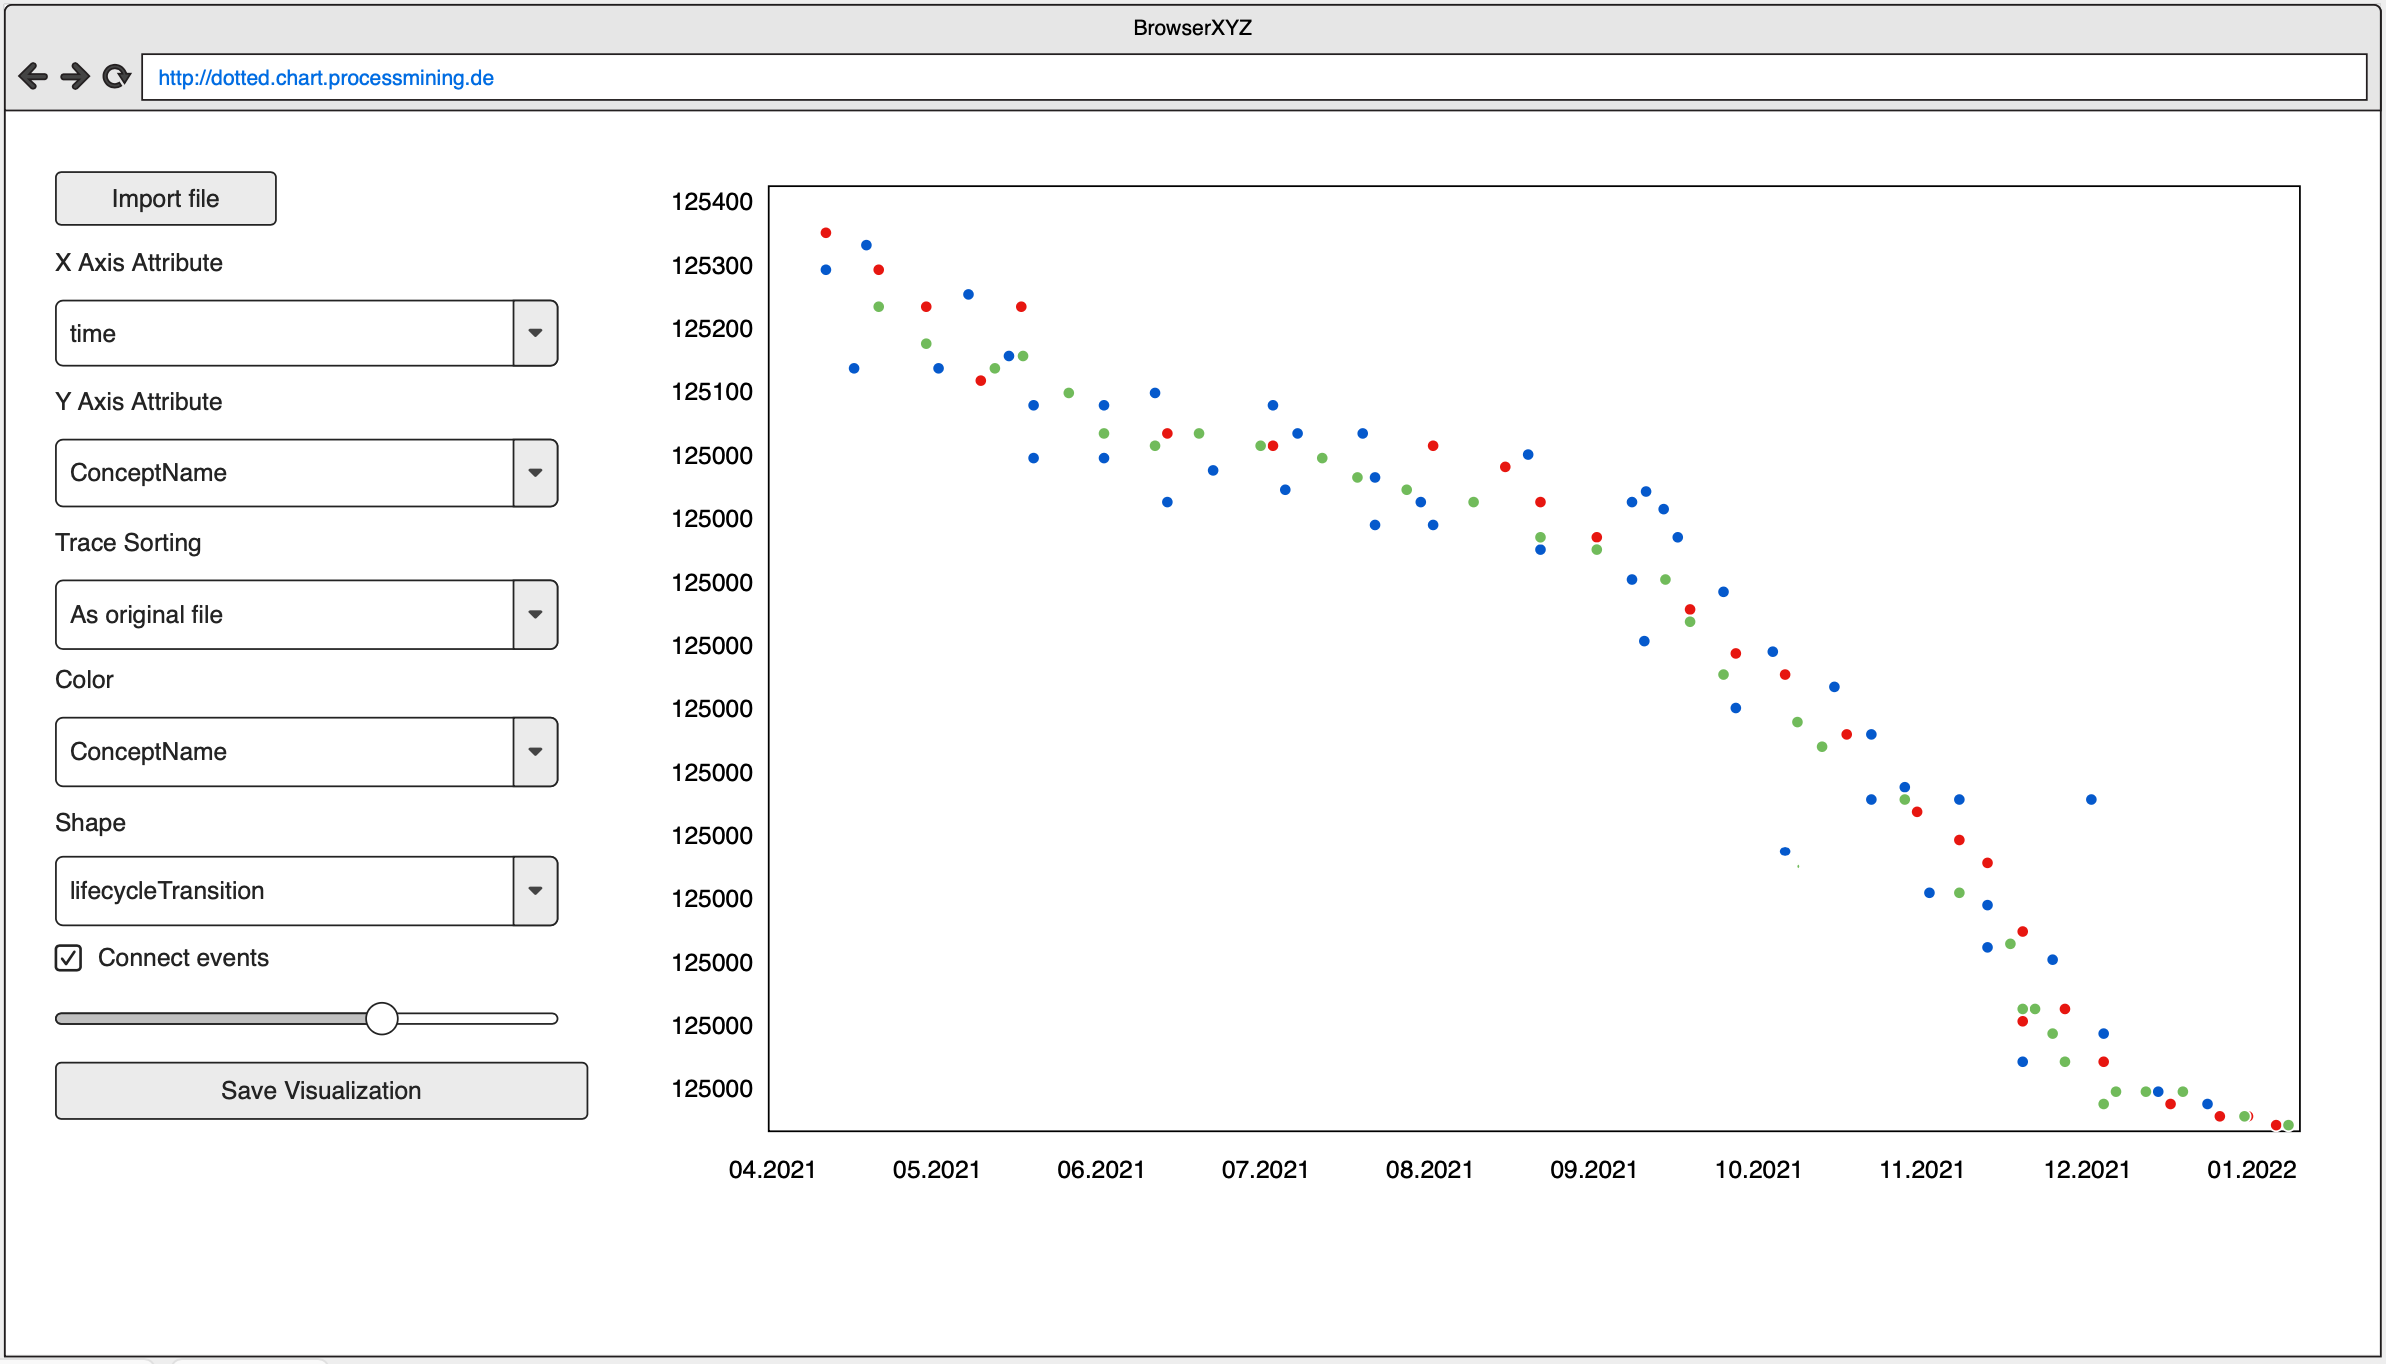 BrowserXYZ
http://dotted.chart.processmining.de
Import file
X Axis Attribute
time
Y Axis Attribute
ConceptName
Trace Sorting
As original file
Color
ConceptName
Shape
lifecycleTransition
Connect events
Save Visualization
125400
125300
125200
125100
125000
125000
125000
125000
125000
125000
125000
125000
125000
125000
125000
04.2021 05.2021 06.2021 07.2021 08.2021 09.2021 10.2021 11.2021 12.2021 01.2022